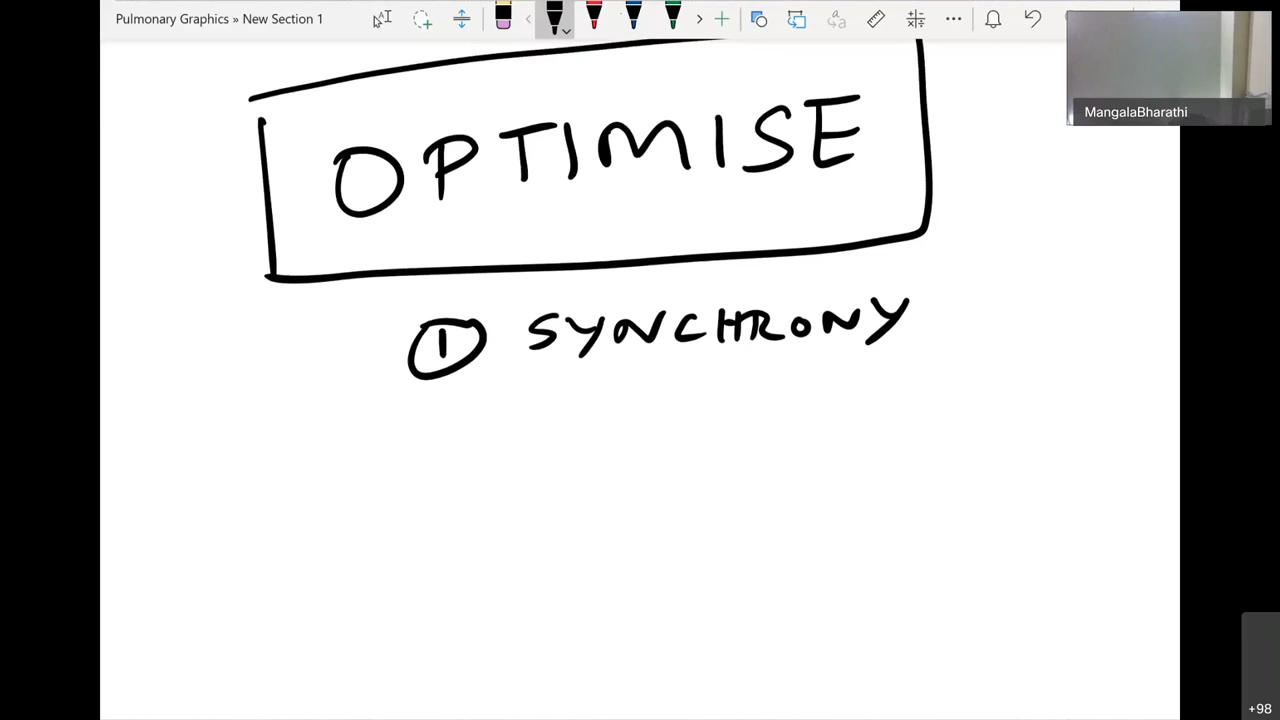 Pulmonary Graphics » New Section 1
MangalaBharathi
OPTIMISE
① SYNCHRONY
+98